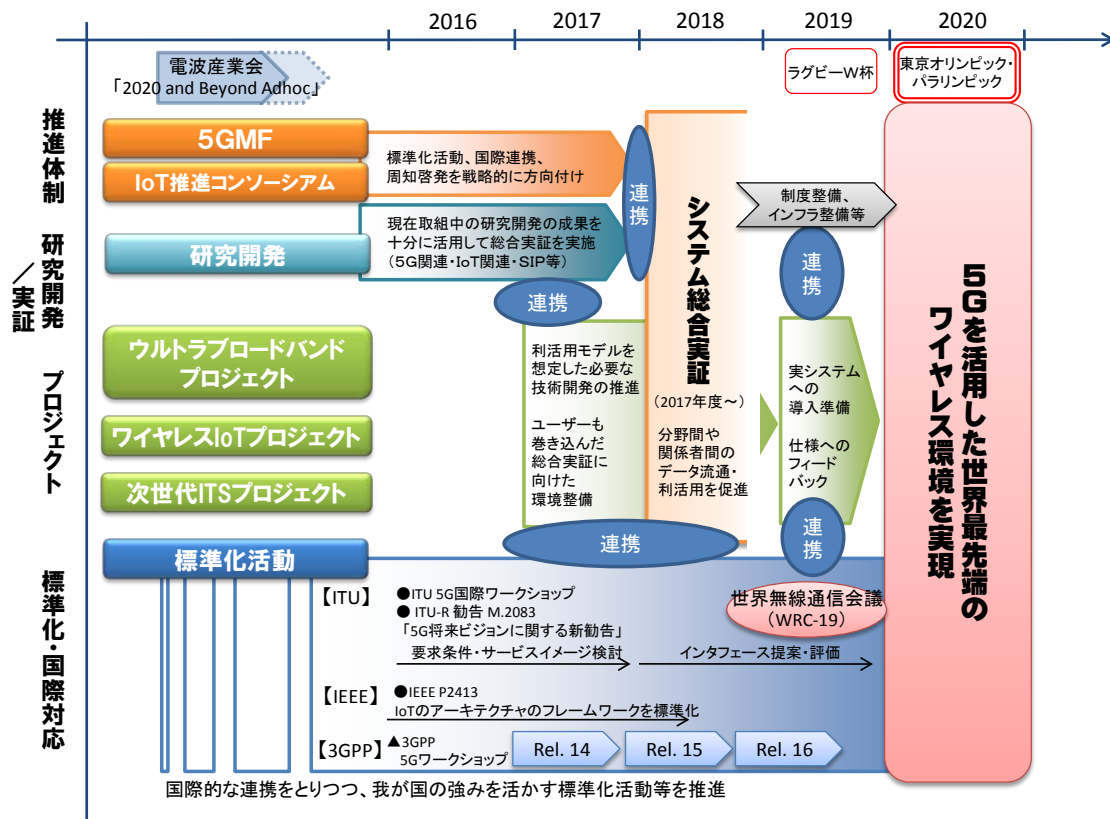 2016
2017
2018
2019
2020
電波産業会
「2020 and Beyond Adhoc」
ラグビーW杯
東京オリンピック・
パラリンピック
推進体制
5GMF
IoT推進コンソーシアム
標準化活動、国際連携、
周知啓発を戦略的に方向付け
連携
制度整備、
インフラ整備等
研究開発
／実証
研究開発
現在取組中の研究開発の成果を
十分に活用して総合実証を実施
（5G関連・IoT関連・SIP等）
連携
連携
システム総合実証
（2017年度～）
分野間や
関係者間の
データ流通・
利活用を促進
プロジェクト
ウルトラブロードバンド
プロジェクト
ワイヤレスIoTプロジェクト
次世代ITSプロジェクト
利活用モデルを
想定した必要な
技術開発の推進
ユーザーも
巻き込んだ
総合実証に
向けた
環境整備
実システム
への
導入準備
仕様への
フィード
バック
連携
連携
5Gを活用した世界最先端の
ワイヤレス環境を実現
標準化・国際対応
標準化活動
【ITU】
●ITU 5G国際ワークショップ
● ITU-R 勧告 M.2083
「5G将来ビジョンに関する新勧告」
要求条件・サービスイメージ検討
インタフェース提案・評価
世界無線通信会議
（WRC-19）
【IEEE】
●IEEE P2413
IoTのアーキテクチャのフレームワークを標準化
【3GPP】
▲3GPP
5Gワークショップ
Rel. 14
Rel. 15
Rel. 16
国際的な連携をとりつつ、我が国の強みを活かす標準化活動等を推進